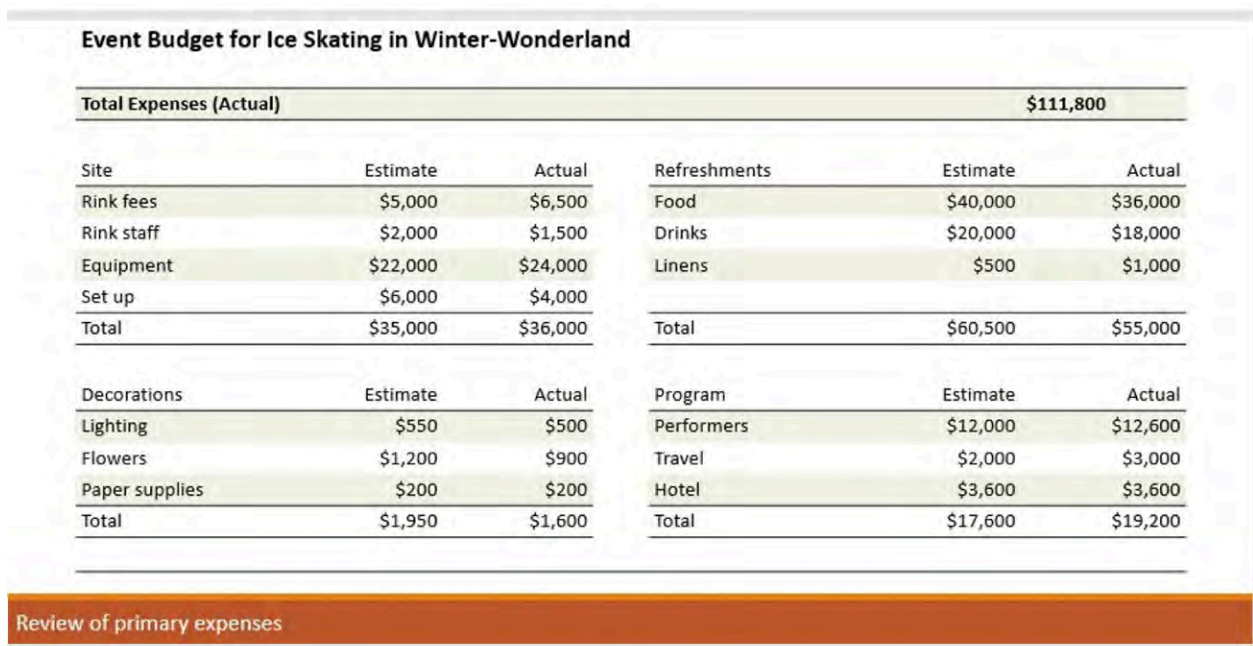 Event Budget for Ice Skating in Winter-Wonderland
Total Expenses (Actual) $111,800
Site Estimate Actual
Rink fees $5,000 $6,500
Rink staff $2,000 $1,500
Equipment $22,000 $24,000
Set up $6,000 $4,000
Total $35,000 $36,000
Refreshments Estimate Actual
Food $40,000 $36,000
Drinks $20,000 $18,000
Linens $500 $1,000
Total $60,500 $55,000
Decorations Estimate Actual
Lighting $550 $500
Flowers $1,200 $900
Paper supplies $200 $200
Total $1,950 $1,600
Program Estimate Actual
Performers $12,000 $12,600
Travel $2,000 $3,000
Hotel $3,600 $3,600
Total $17,600 $19,200
Review of primary expenses